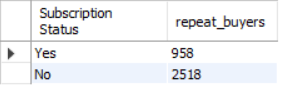 Subscription Status repeat_buyers
Yes 958
No 2518